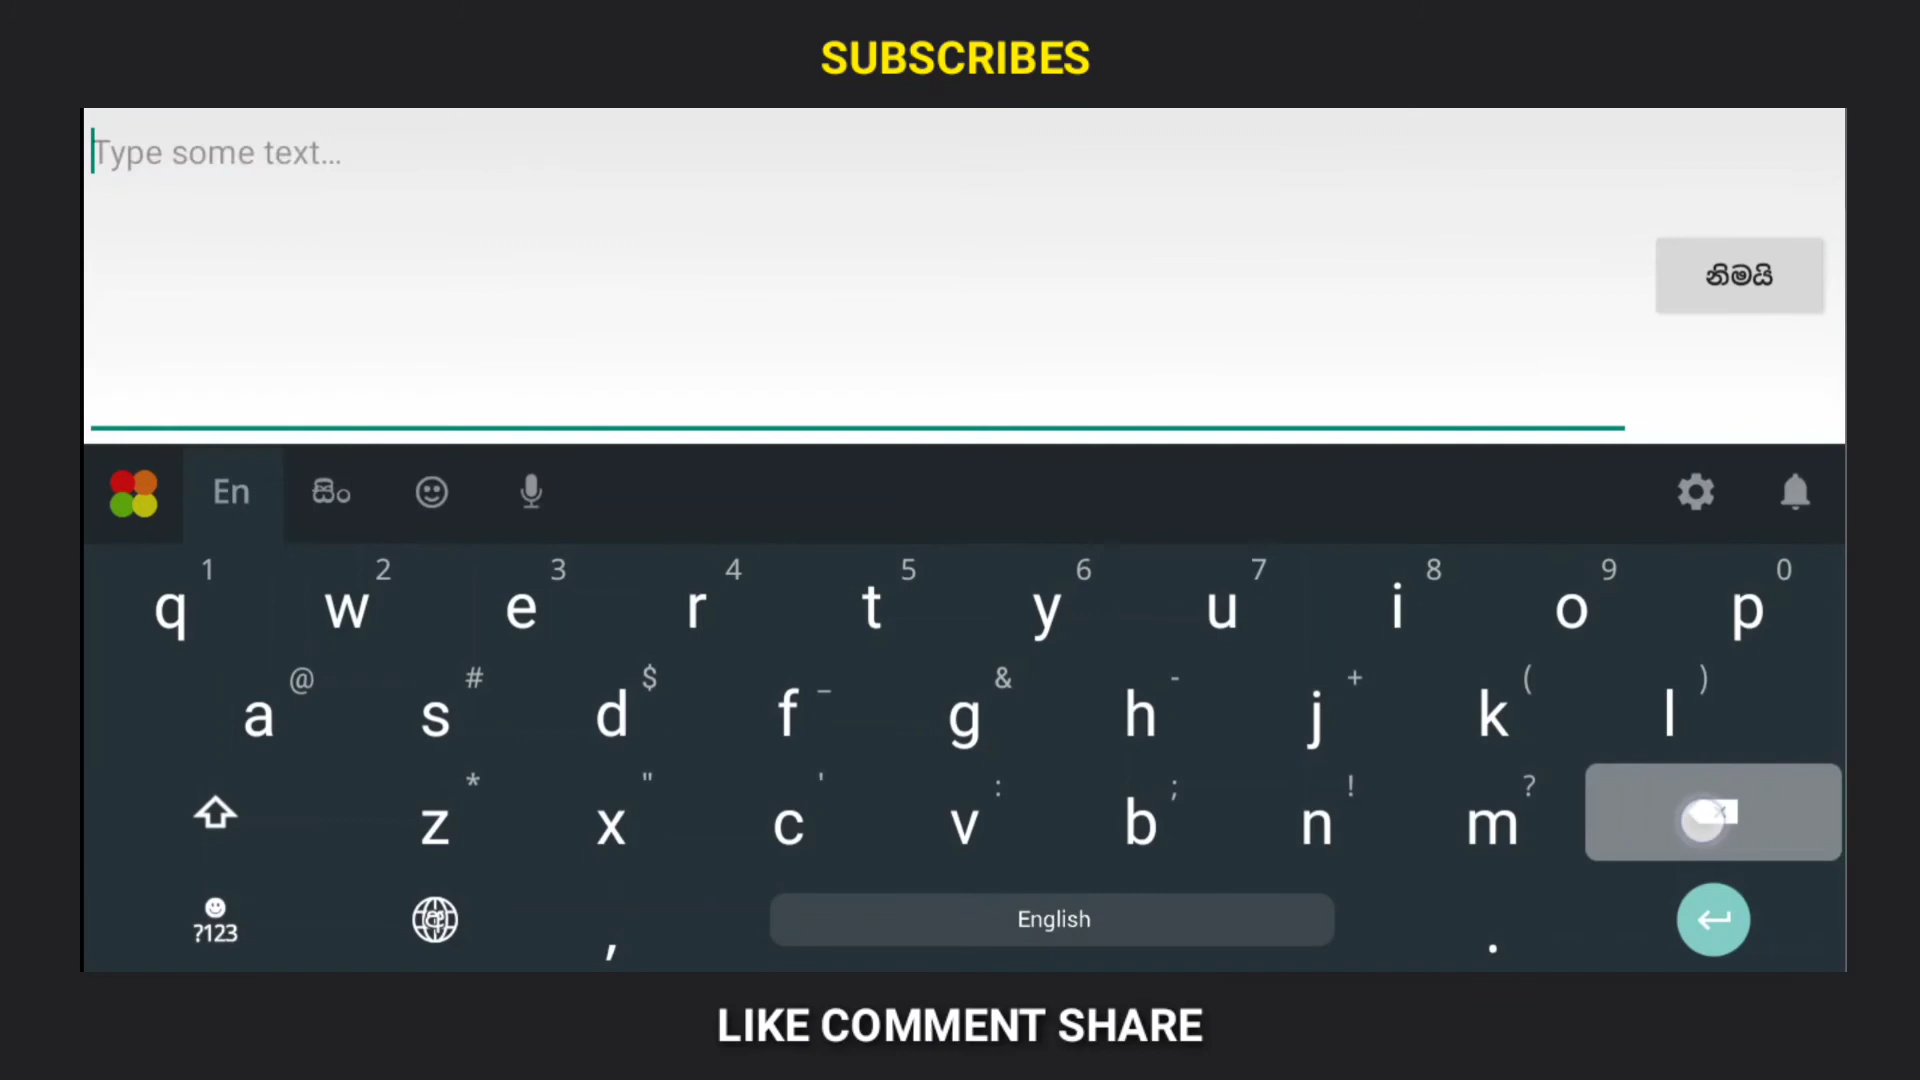 SUBSCRIBES
Type some text...
නිමයි
En සිං
1 2 3 4 5 6 7 8 9 0
q w e r t y u i o p
@ # $ _ & - + ( )
a s d f g h j k l
* " ' : ; ! ?
z x c v b n m
?123 , English .
LIKE COMMENT SHARE